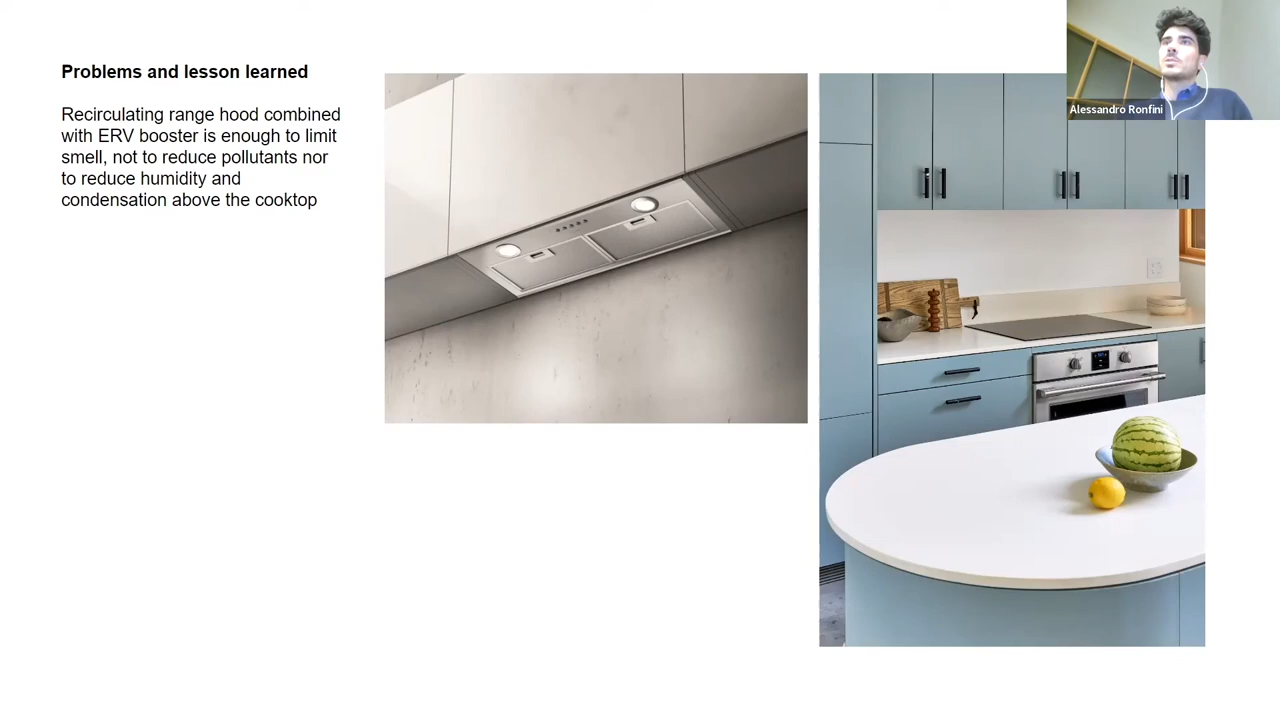 Problems and lesson learned
Recirculating range hood combined
with ERV booster is enough to limit
smell, not to reduce pollutants nor
to reduce humidity and
condensation above the cooktop
Alessandro Ronfini